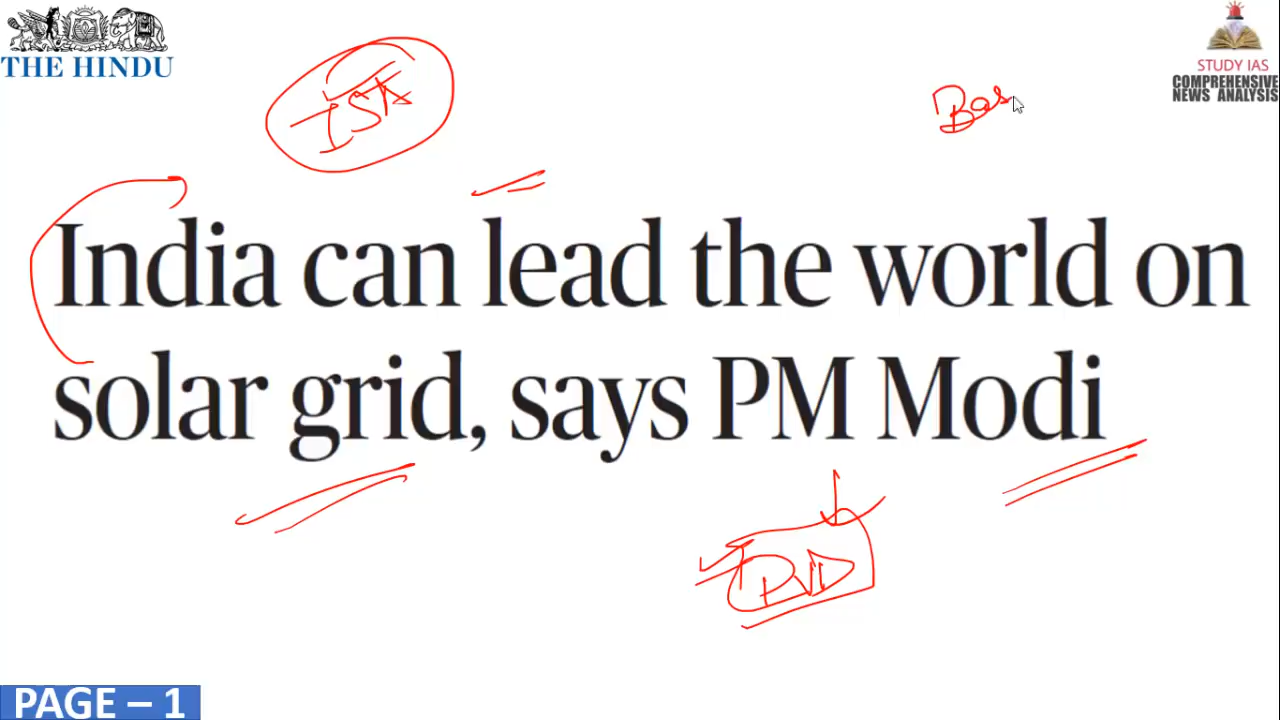 THE HINDU
STUDY IAS
COMPREHENSIVE
NEWS ANALYSIS
ISA
Bas
India can lead the world on
solar grid, says PM Modi
PAGE – 1